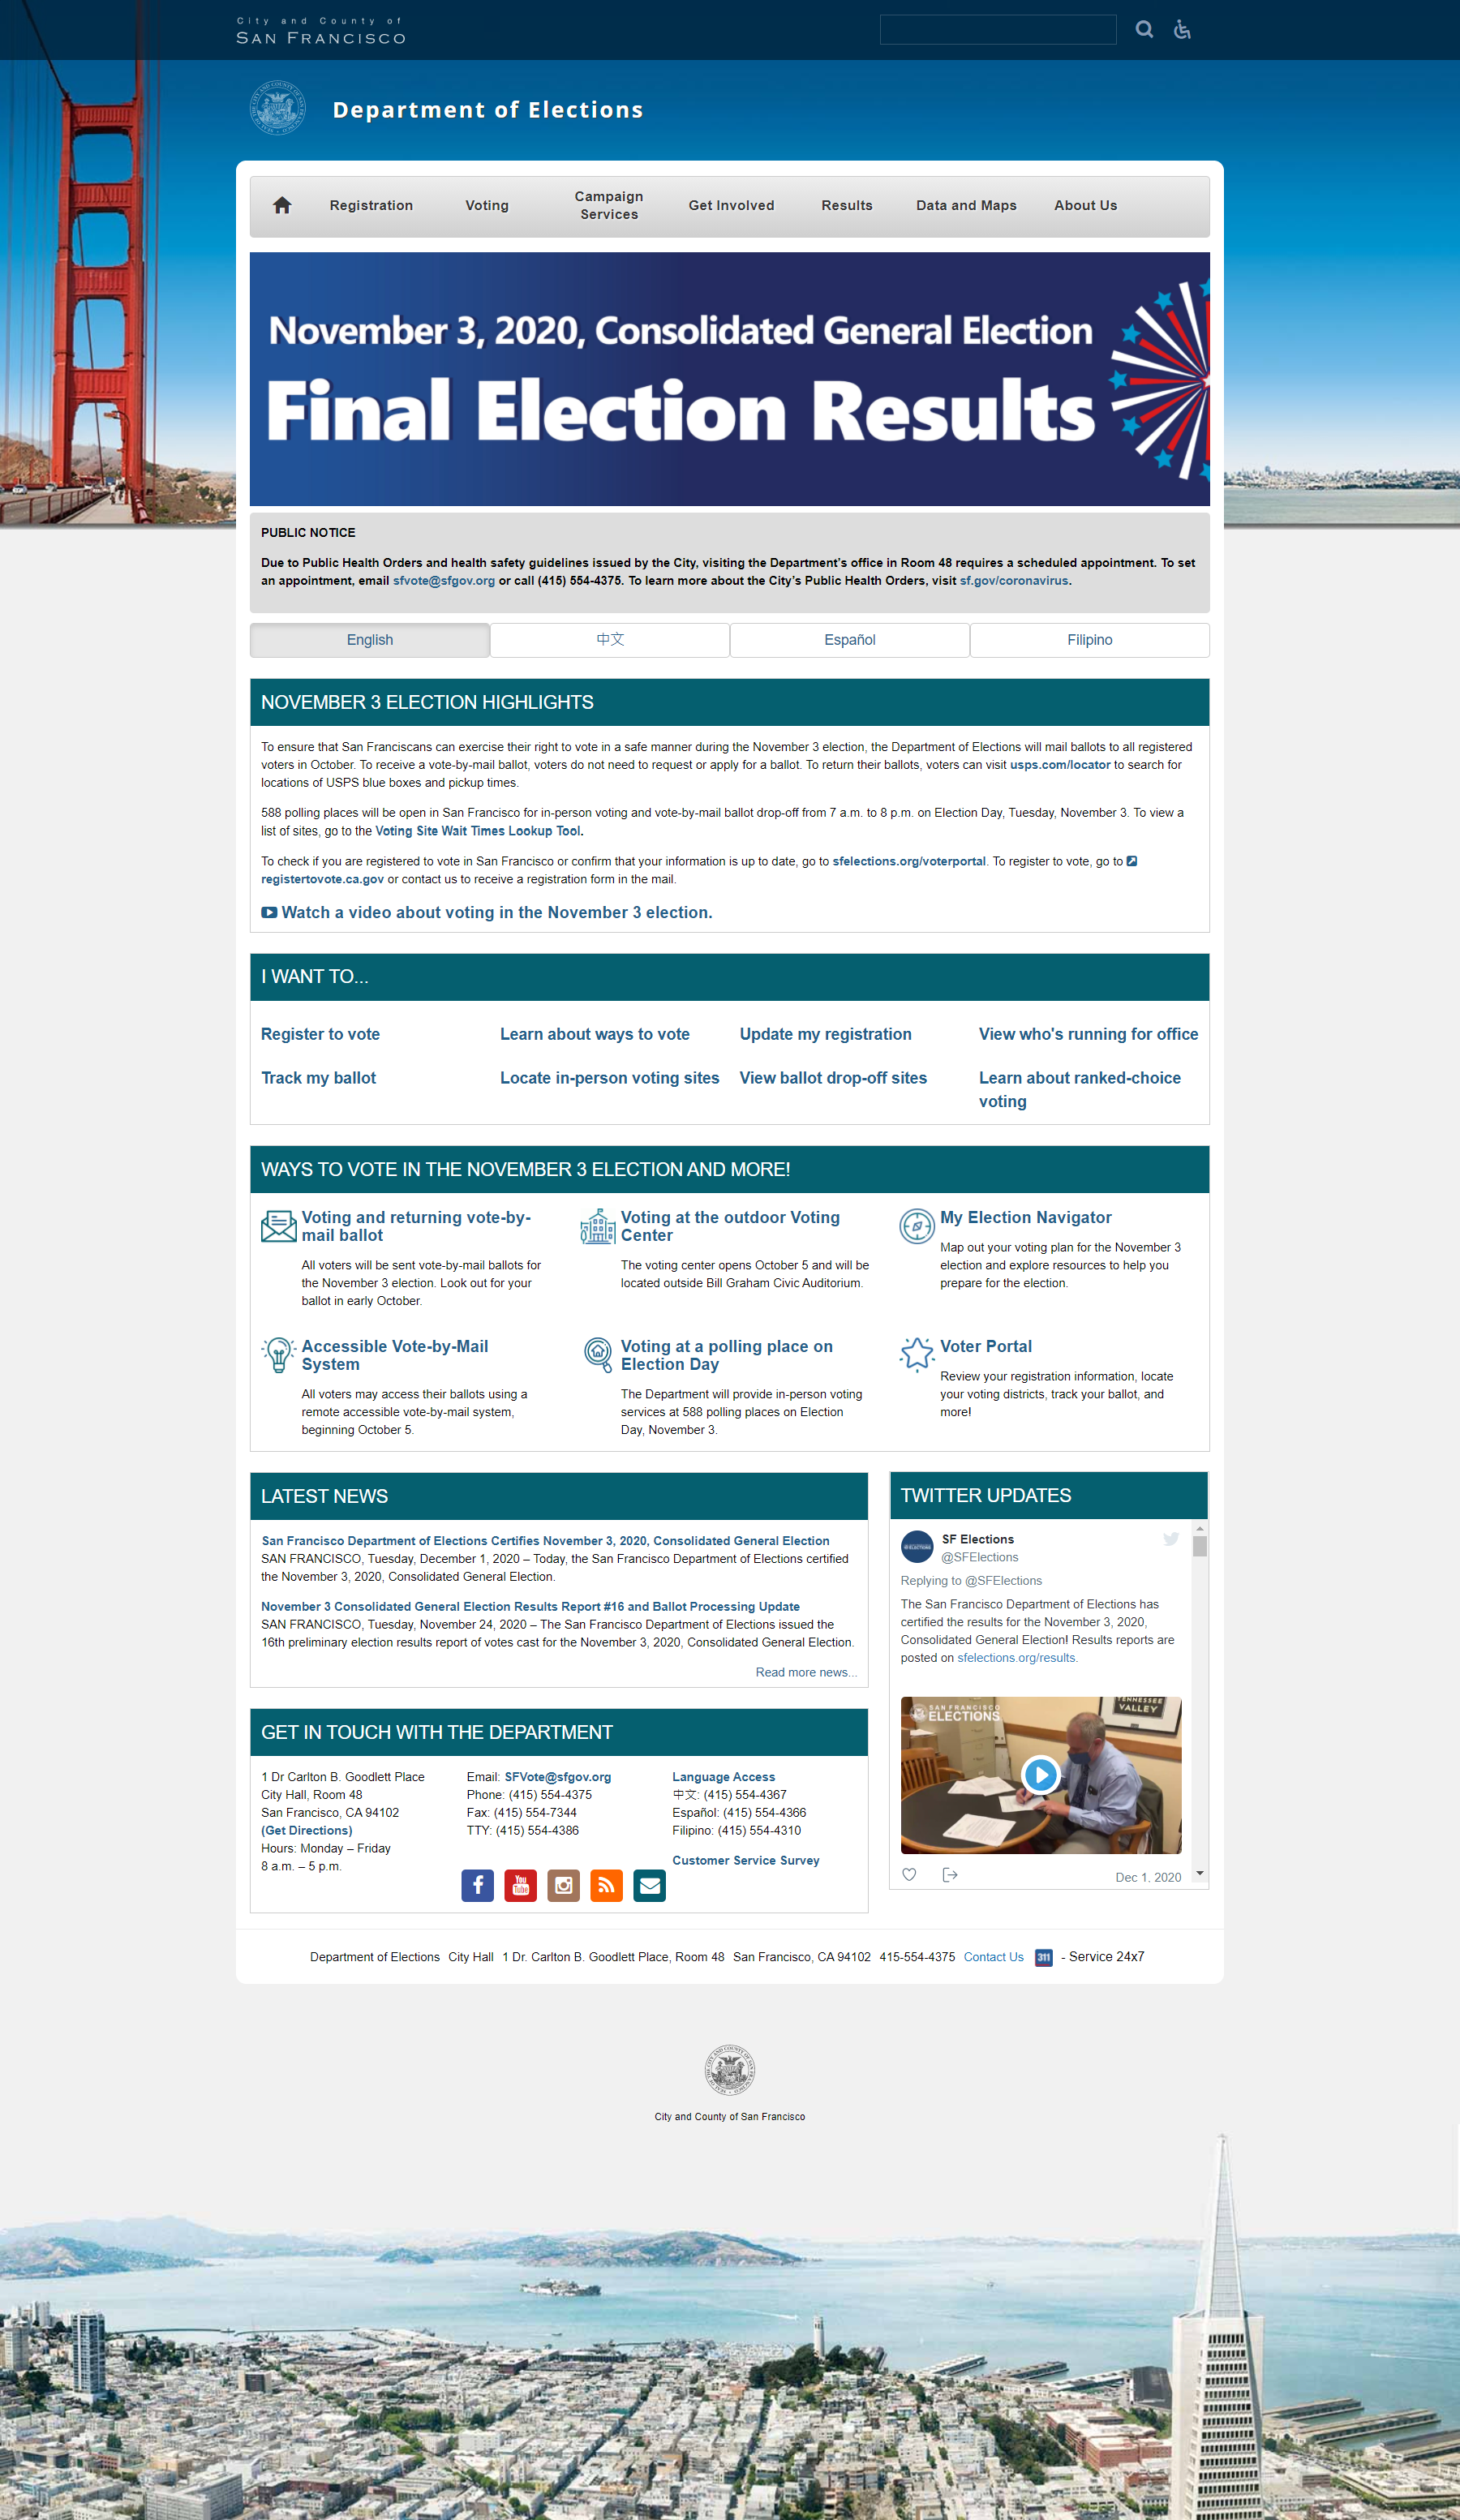 City and County of
SAN FRANCISCO
Department of Elections
Registration
Voting
Campaign
Services
Get Involved
Results
Data and Maps
About Us
November 3, 2020, Consolidated General Election
Final Election Results
PUBLIC NOTICE
Due to Public Health Orders and health safety guidelines issued by the City, visiting the Department's office in Room 48 requires a scheduled appointment. To set
an appointment, email sfvote@sfgov.org or call (415) 554-4375. To learn more about the City's Public Health Orders, visit sf.gov/coronavirus.
English
中文
Español
Filipino
NOVEMBER 3 ELECTION HIGHLIGHTS
To ensure that San Franciscans can exercise their right to vote in a safe manner during the November 3 election, the Department of Elections will mail ballots to all registered
voters in October. To receive a vote-by-mail ballot, voters do not need to request or apply for a ballot. To return their ballots, voters can visit usps.com/locator to search for
locations of USPS blue boxes and pickup times.
588 polling places will be open in San Francisco for in-person voting and vote-by-mail ballot drop-off from 7 a.m. to 8 p.m. on Election Day, Tuesday, November 3. To view a
list of sites, go to the Voting Site Wait Times Lookup Tool.
To check if you are registered to vote in San Francisco or confirm that your information is up to date, go to sfelections.org/voterportal. To register to vote, go to
registertovote.ca.gov or contact us to receive a registration form in the mail.
Watch a video about voting in the November 3 election.
I WANT TO...
Register to vote
Learn about ways to vote
Update my registration
View who's running for office
Track my ballot
Locate in-person voting sites
View ballot drop-off sites
Learn about ranked-choice
voting
WAYS TO VOTE IN THE NOVEMBER 3 ELECTION AND MORE!
Voting and returning vote-by-
mail ballot
All voters will be sent vote-by-mail ballots for
the November 3 election. Look out for your
ballot in early October.
Voting at the outdoor Voting
Center
The voting center opens October 5 and will be
located outside Bill Graham Civic Auditorium.
My Election Navigator
Map out your voting plan for the November 3
election and explore resources to help you
prepare for the election.
Accessible Vote-by-Mail
System
All voters may access their ballots using a
remote accessible vote-by-mail system,
beginning October 5.
Voting at a polling place on
Election Day
The Department will provide in-person voting
services at 588 polling places on Election
Day, November 3.
Voter Portal
Review your registration information, locate
your voting districts, track your ballot, and
more!
LATEST NEWS
San Francisco Department of Elections Certifies November 3, 2020, Consolidated General Election
SAN FRANCISCO, Tuesday, December 1, 2020 – Today, the San Francisco Department of Elections certified
the November 3, 2020, Consolidated General Election.
November 3 Consolidated General Election Results Report #16 and Ballot Processing Update
SAN FRANCISCO, Tuesday, November 24, 2020 – The San Francisco Department of Elections issued the
16th preliminary election results report of votes cast for the November 3, 2020, Consolidated General Election.
Read more news...
TWITTER UPDATES
SF Elections
@SFElections
Replying to @SFElections
The San Francisco Department of Elections has
certified the results for the November 3, 2020,
Consolidated General Election! Results reports are
posted on sfelections.org/results.
SAN FRANCISCO
ELECTIONS
TENNESSEE
VALLEY
Dec 1, 2020
GET IN TOUCH WITH THE DEPARTMENT
1 Dr Carlton B. Goodlett Place
City Hall, Room 48
San Francisco, CA 94102
(Get Directions)
Hours: Monday – Friday
8 a.m. – 5 p.m.
Email: SFVote@sfgov.org
Phone: (415) 554-4375
Fax: (415) 554-7344
TTY: (415) 554-4386
Language Access
中文: (415) 554-4367
Español: (415) 554-4366
Filipino: (415) 554-4310
Customer Service Survey
You
Tube
Department of Elections City Hall 1 Dr. Carlton B. Goodlett Place, Room 48 San Francisco, CA 94102 415-554-4375 Contact Us 311 - Service 24x7
City and County of San Francisco